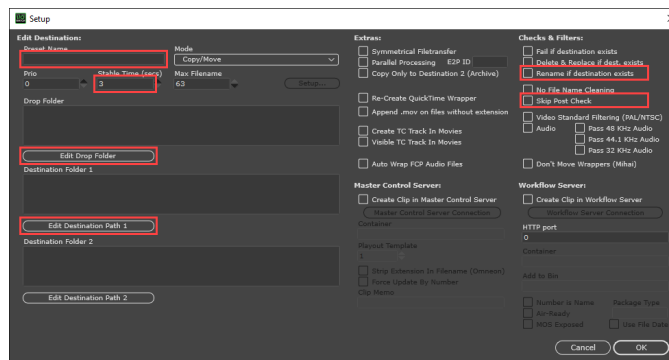 Setup
Edit Destination:
Preset Name
Mode
Copy/Move
Prio
Stable Time (secs)
Max Filename
0
3
63
Setup...
Drop Folder
Edit Drop Folder
Destination Folder 1
Edit Destination Path 1
Destination Folder 2
Edit Destination Path 2
Extras:
Symmetrical Filetransfer
Parallel Processing
E2P ID
Copy Only to Destination 2 (Archive)
Re-Create QuickTime Wrapper
Append .mov on files without extension
Create TC Track In Movies
Visible TC Track In Movies
Auto Wrap FCP Audio Files
Master Control Server:
Create Clip in Master Control Server
Master Control Server Connection
Container
Playout Template
1
Strip Extension In Filename (Omneon)
Force Update By Number
Clip Memo
Checks & Filters:
Fail if destination exists
Delete & Replace if dest. exists
Rename if destination exists
No File Name Cleaning
Skip Post Check
Video Standard Filtering (PAL/NTSC)
Audio
Pass 48 KHz Audio
Pass 44.1 KHz Audio
Pass 32 KHz Audio
Don't Move Wrappers (Mihai)
Workflow Server:
Create Clip in Workflow Server
Workflow Server Connection
HTTP port
0
Container
Add to Bin
Number is Name
Package Type
Air-Ready
MOS Exposed
Use File Date
Cancel
OK